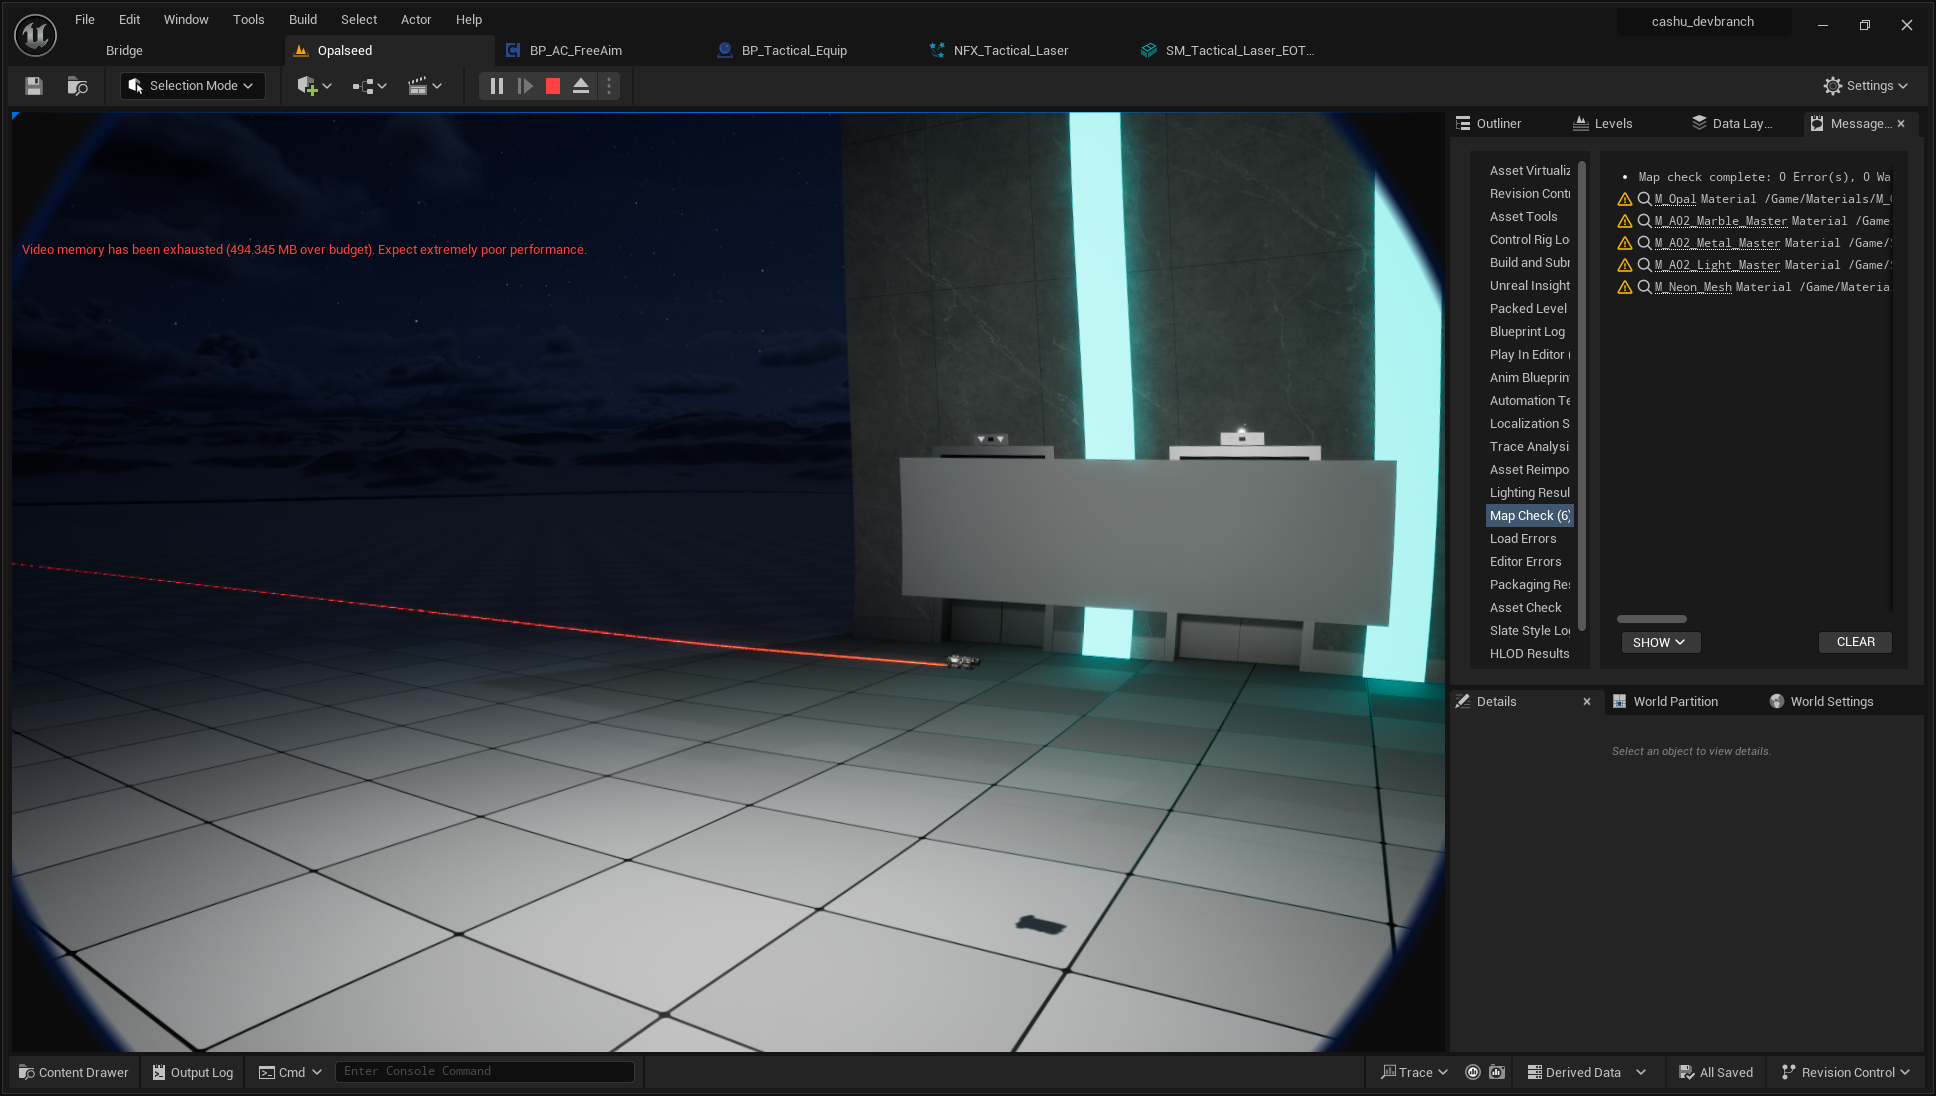 File Edit Window Tools Build Select Actor Help
cashu_devbranch
Bridge
Opalseed
BP_AC_FreeAim
BP_Tactical_Equip
NFX_Tactical_Laser
SM_Tactical_Laser_EOT...
Selection Mode
Settings
Video memory has been exhausted (494.345 MB over budget). Expect extremely poor performance.
Outliner
Levels
Data Lay...
Message...
Asset Virtualiz
Revision Contr
Asset Tools
Control Rig Lo
Build and Subr
Unreal Insight
Packed Level
Blueprint Log
Play In Editor (
Anim Blueprin
Automation Te
Localization S
Trace Analysi
Asset Reimpo
Lighting Resul
Map Check (6)
Load Errors
Editor Errors
Packaging Res
Asset Check
Slate Style Log
HLOD Results
Map check complete: 0 Error(s), 0 Wa
M_Opal Material /Game/Materials/M_
M_AO2_Marble_Master Material /Game
M_AO2_Metal_Master Material /Game/
M_AO2_Light_Master Material /Game/
M_Neon_Mesh Material /Game/Materia
SHOW
CLEAR
Details
World Partition
World Settings
Select an object to view details.
Content Drawer
Output Log
Cmd
Enter Console Command
Trace
Derived Data
All Saved
Revision Control